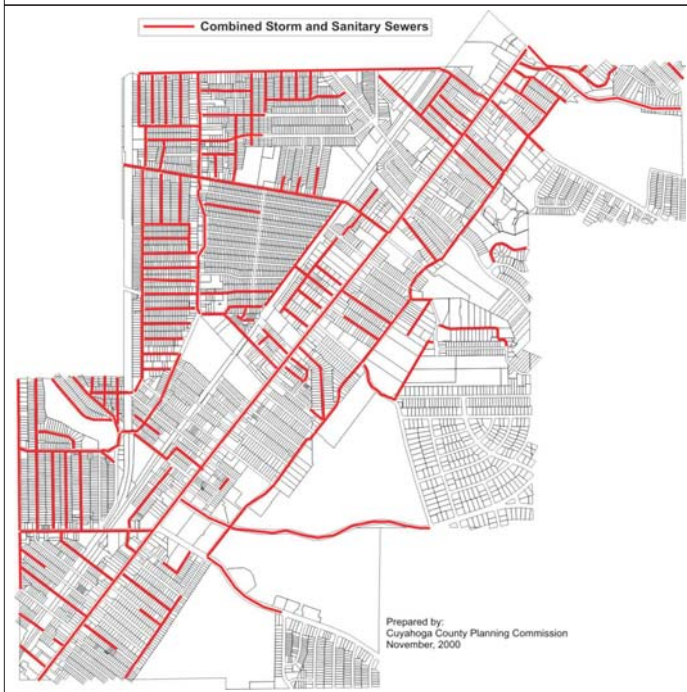 Combined Storm and Sanitary Sewers
Prepared by:
Cuyahoga County Planning Commission
November, 2000